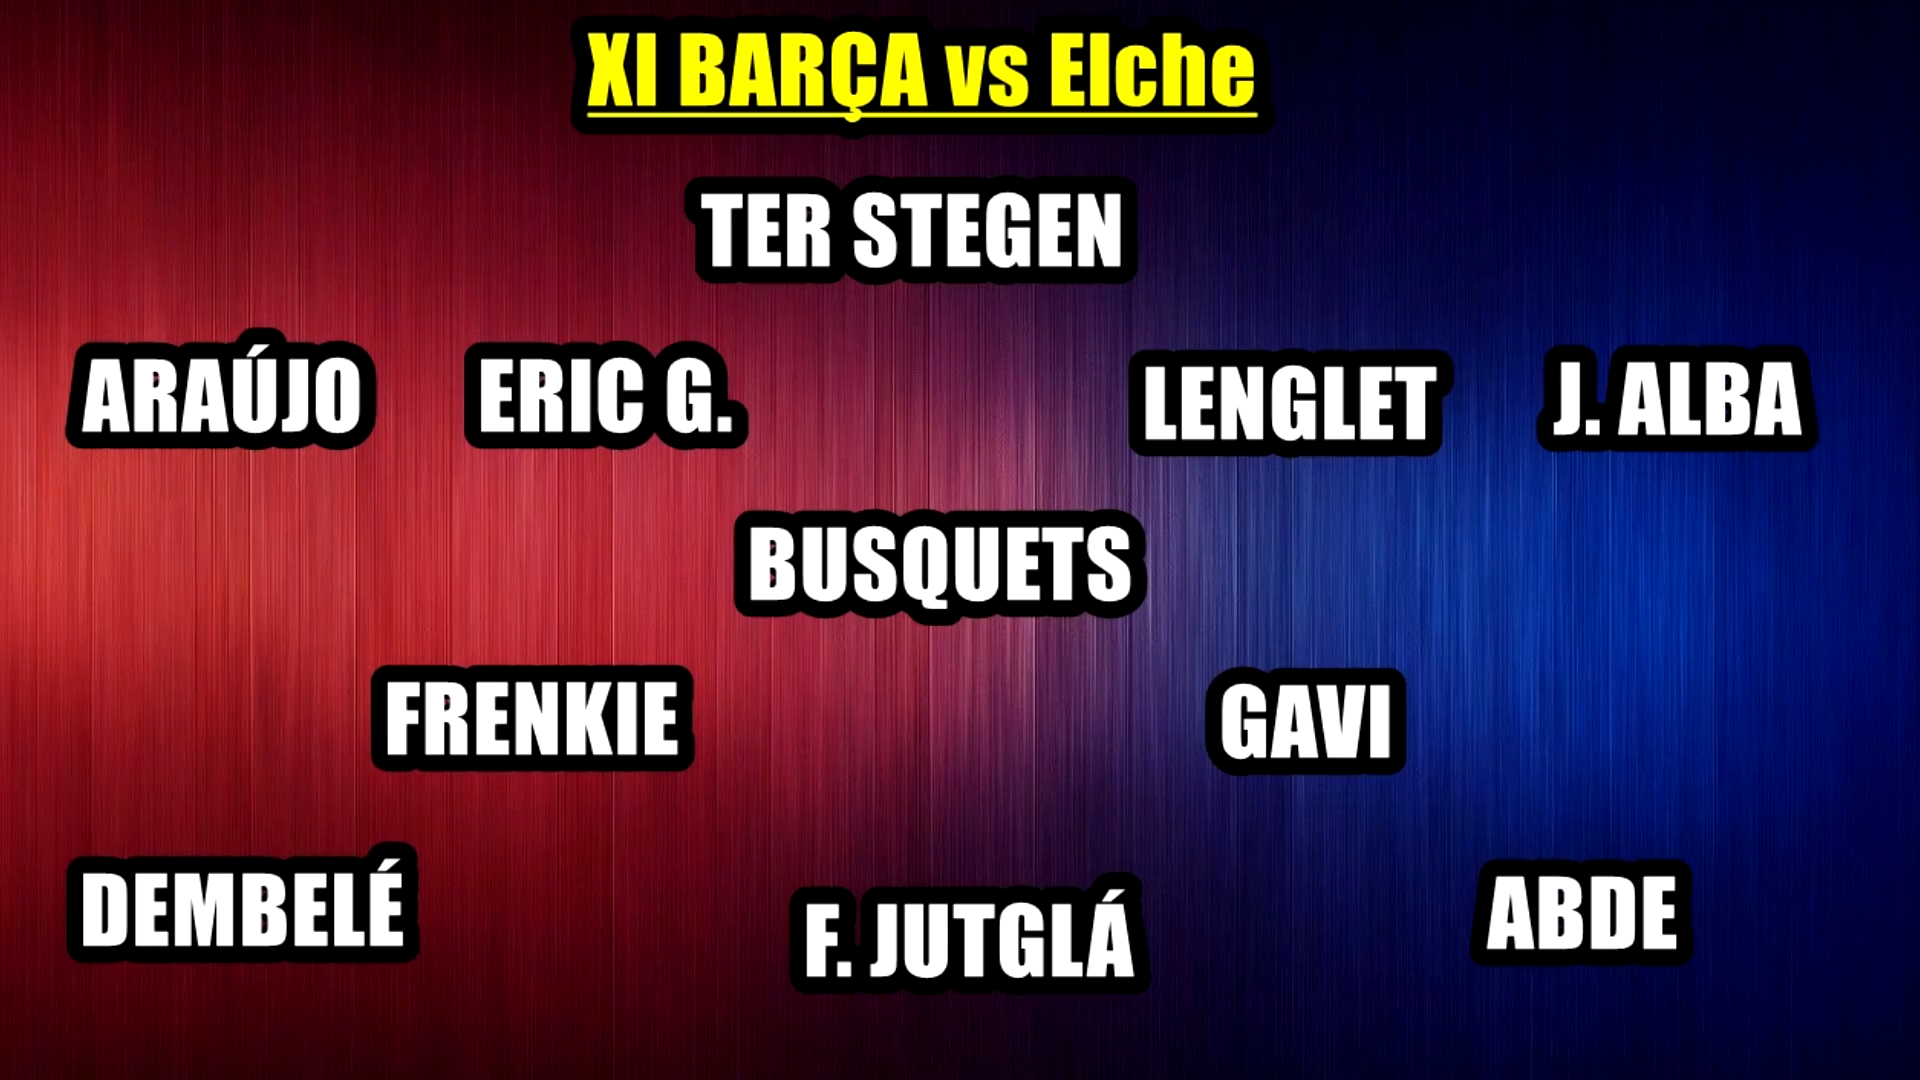 XI BARÇA vs Elche
TER STEGEN
ARAÚJO ERIC G. LENGLET J. ALBA
BUSQUETS
FRENKIE GAVI
DEMBELÉ F. JUTGLÁ ABDE